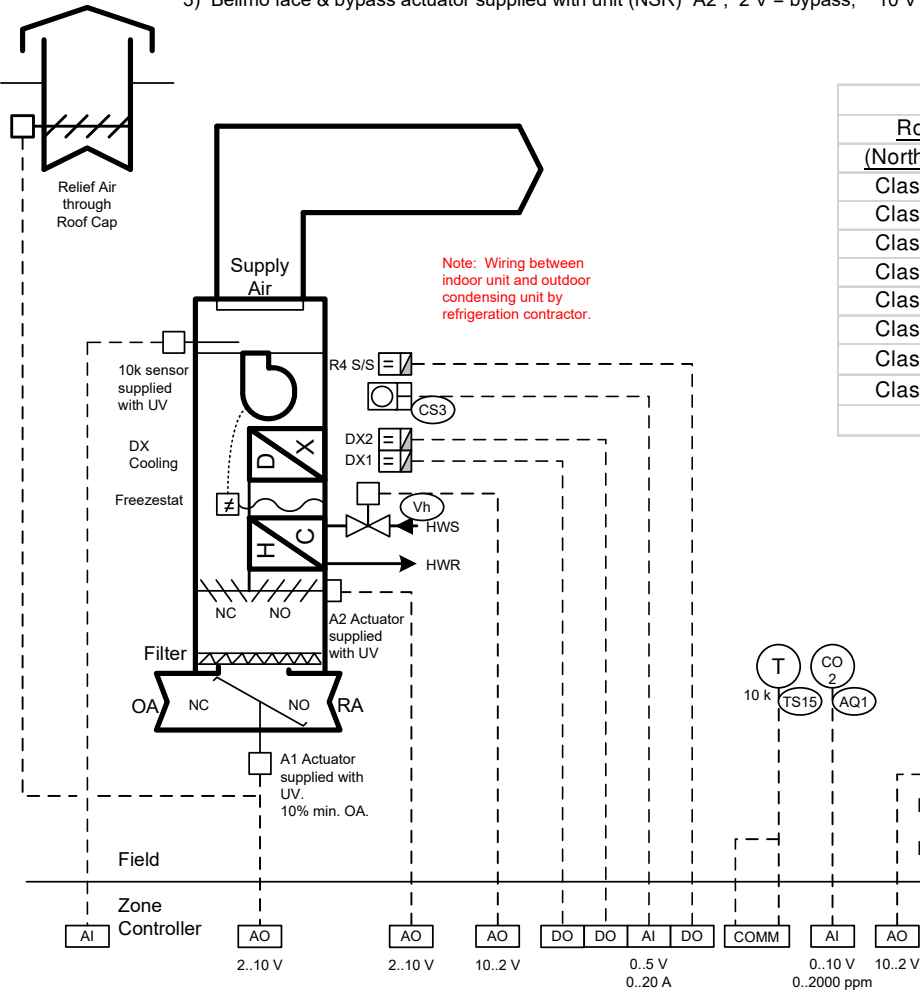 3) Belimo face & bypass actuator supplied with unit (NSR) "A2", 2 V = bypass, 10 V
Relief Air
through
Roof Cap
(North
Clas
Clas
Clas
Clas
Clas
Clas
Clas
Clas
Supply
Air
Note: Wiring between
indoor unit and outdoor
condensing unit by
refrigeration contractor.
10k sensor
supplied
with UV
R4 S/S
CS3
DX
Cooling
DX2
DX1
D X
Freezestat
≠
Vh
HWS
H C
HWR
NC NO
A2 Actuator
supplied
with UV
Filter
OA NC NO RA
T
CO
2
10 k
TS15
AQ1
A1 Actuator
supplied with
UV.
10% min. OA.
Field
Zone
Controller
AI AO AO AO DO DO AI DO COMM AI AO
2..10 V 2..10 V 10..2 V 0..5 V 0..10 V 10..2 V
0..20 A 0..2000 ppm